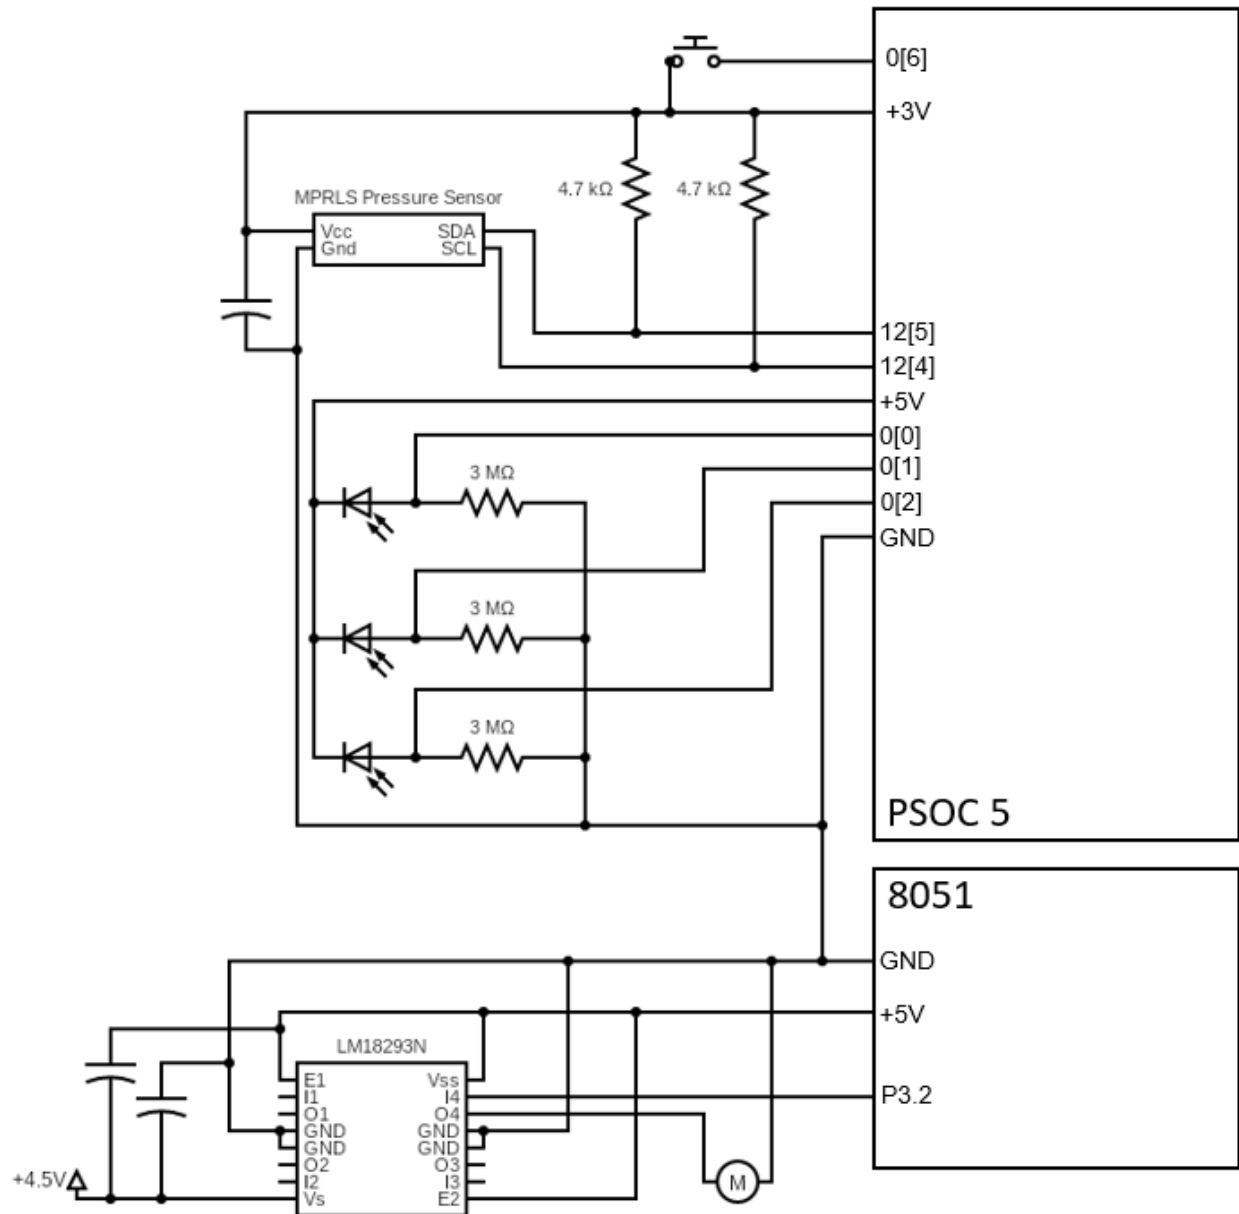 0[6]
+3V
4.7 kΩ
4.7 kΩ
MPRLS Pressure Sensor
Vcc
SDA
Gnd
SCL
12[5]
12[4]
+5V
0[0]
0[1]
3 MΩ
0[2]
GND
3 MΩ
3 MΩ
PSOC 5
8051
GND
+5V
LM18293N
E1
Vss
I1
I4
P3.2
O1
O4
GND
GND
GND
GND
O2
O3
I2
I3
+4.5V
Vs
E2
M